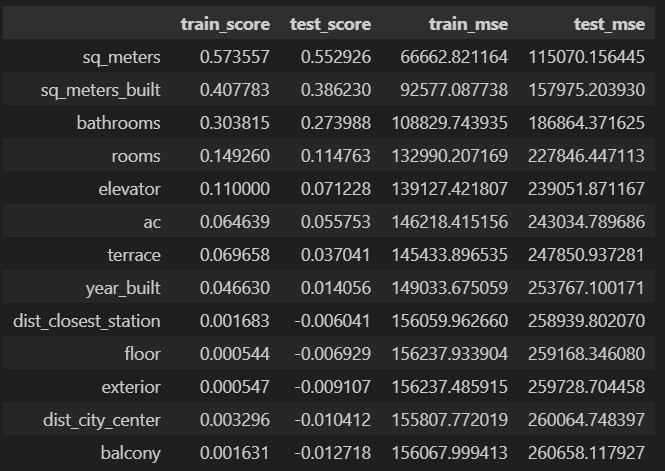 train_score test_score train_mse test_mse
sq_meters 0.573557 0.552926 66662.821164 115070.156445
sq_meters_built 0.407783 0.386230 92577.087738 157975.203930
bathrooms 0.303815 0.273988 108829.743935 186864.371625
rooms 0.149260 0.114763 132990.207169 227846.447113
elevator 0.110000 0.071228 139127.421807 239051.871167
ac 0.064639 0.055753 146218.415156 243034.789686
terrace 0.069658 0.037041 145433.896535 247850.937281
year_built 0.046630 0.014056 149033.675059 253767.100171
dist_closest_station 0.001683 -0.006041 156059.962660 258939.802070
floor 0.000544 -0.006929 156237.933904 259168.346080
exterior 0.000547 -0.009107 156237.485915 259728.704458
dist_city_center 0.003296 -0.010412 155807.772019 260064.748397
balcony 0.001631 -0.012718 156067.999413 260658.117927